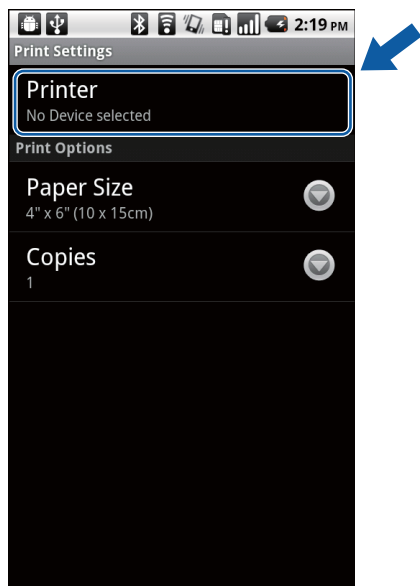 2:19 PM
Print Settings
Printer
No Device selected
Print Options
Paper Size
4" x 6" (10 x 15cm)
Copies
1